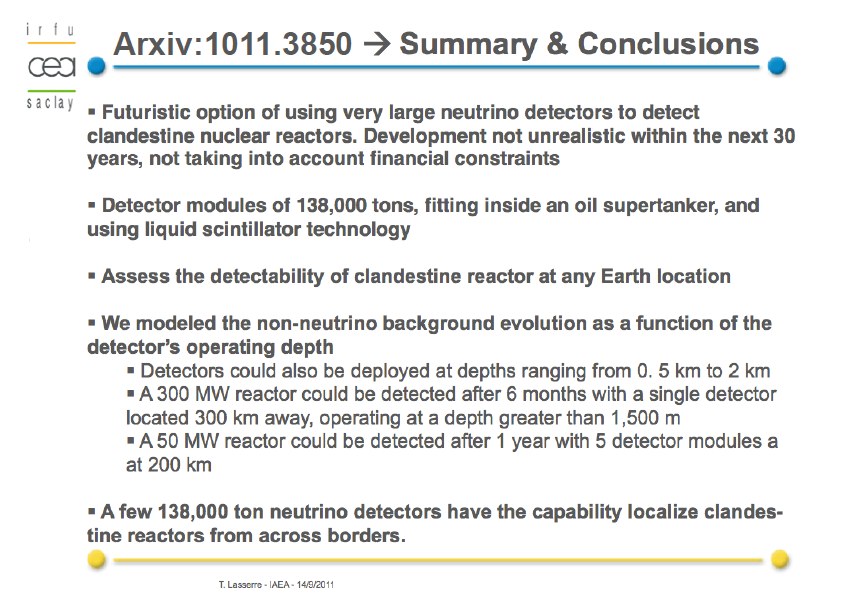 irfu
cea
saclay
Arxiv:1011.3850 → Summary & Conclusions
▪ Futuristic option of using very large neutrino detectors to detect
clandestine nuclear reactors. Development not unrealistic within the next 30
years, not taking into account financial constraints
▪ Detector modules of 138,000 tons, fitting inside an oil supertanker, and
using liquid scintillator technology
▪ Assess the detectability of clandestine reactor at any Earth location
▪ We modeled the non-neutrino background evolution as a function of the
detector's operating depth
▪ Detectors could also be deployed at depths ranging from 0. 5 km to 2 km
▪ A 300 MW reactor could be detected after 6 months with a single detector
located 300 km away, operating at a depth greater than 1,500 m
▪ A 50 MW reactor could be detected after 1 year with 5 detector modules a
at 200 km
▪ A few 138,000 ton neutrino detectors have the capability localize clandes-
tine reactors from across borders.
T. Lasserre - IAEA - 14/9/2011